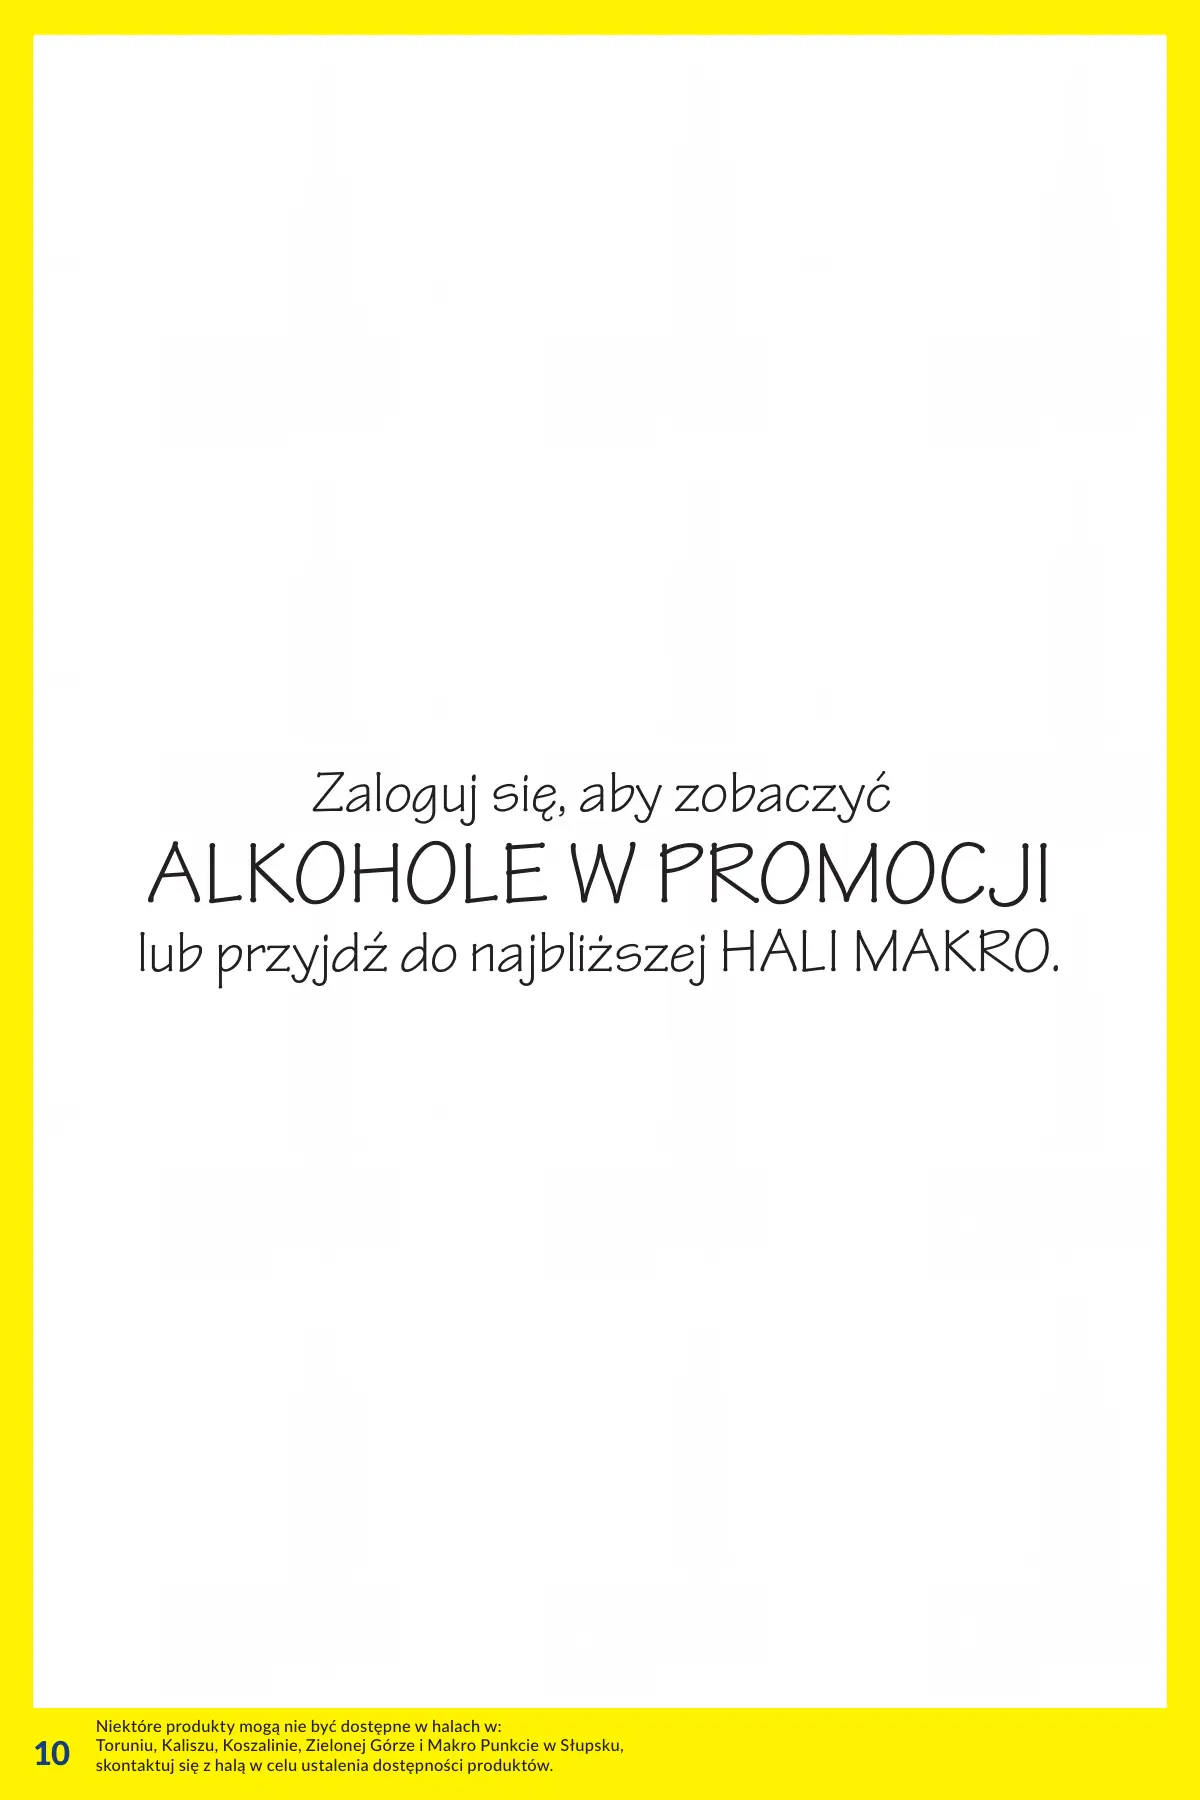 Zaloguj się, aby zobaczyć
ALKOHOLE W PROMOCJI
lub przyjdź do najbliższej HALI MAKRO.
10
Niektóre produkty mogą nie być dostępne w halach w:
Toruniu, Kaliszu, Koszalinie, Zielonej Górze i Makro Punkcie w Słupsku,
skontaktuj się z halą w celu ustalenia dostępności produktów.